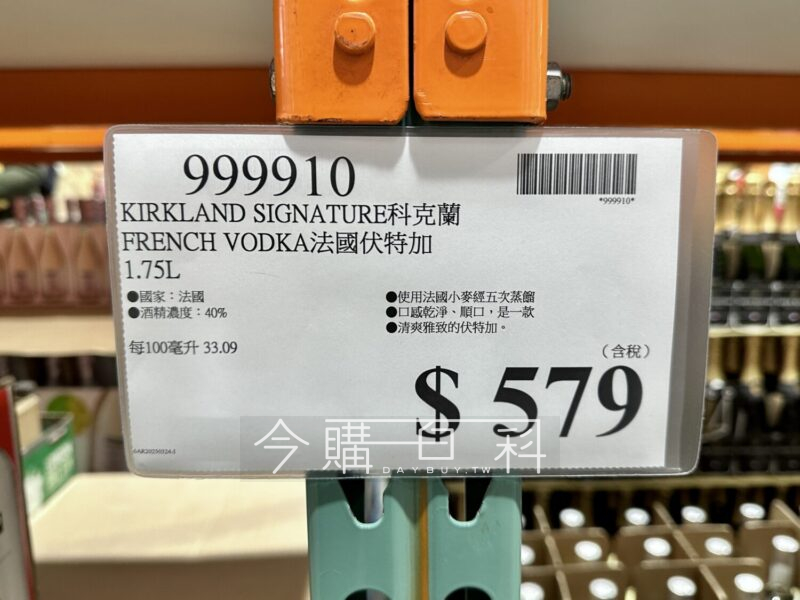 999910
*999910*
KIRKLAND SIGNATURE科克蘭
FRENCH VODKA法國伏特加
1.75L
●國家：法國
●酒精濃度：40%
●使用法國小麥經五次蒸餾
●口感乾淨、順口，是一款
●清爽雅致的伏特加。
每100毫升 33.09
（含稅）
$ 579
今購百科
DAYBUY.TW